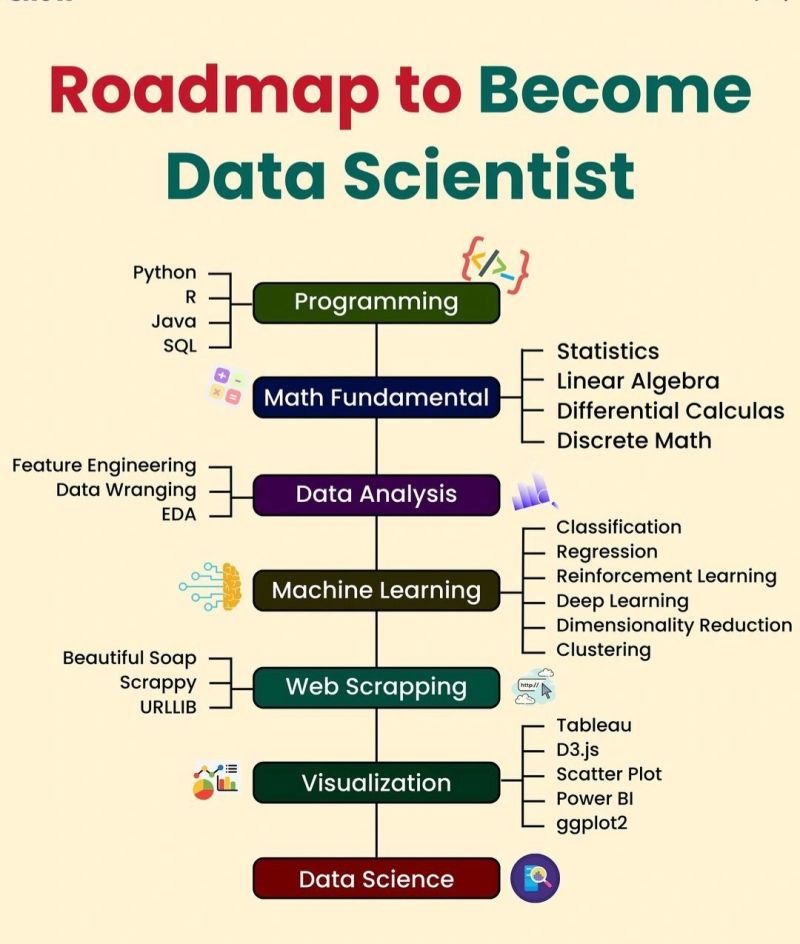 Roadmap to Become
Data Scientist
Python
R
Java
SQL
Programming
Math Fundamental
Statistics
Linear Algebra
Differential Calculas
Discrete Math
Feature Engineering
Data Wranging
EDA
Data Analysis
Machine Learning
Classification
Regression
Reinforcement Learning
Deep Learning
Dimensionality Reduction
Clustering
Beautiful Soap
Scrappy
URLLIB
Web Scrapping
http://
Visualization
Tableau
D3.js
Scatter Plot
Power BI
ggplot2
Data Science